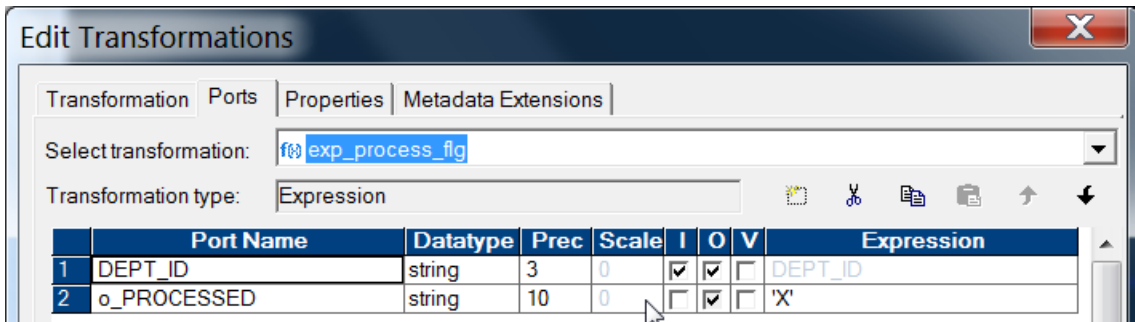 Edit Transformations
Transformation Ports Properties Metadata Extensions
Select transformation: f(x) exp_process_flg
Transformation type: Expression
Port Name Datatype Prec Scale I O V Expression
1 DEPT_ID string 3 0 DEPT_ID
2 o_PROCESSED string 10 0 'X'